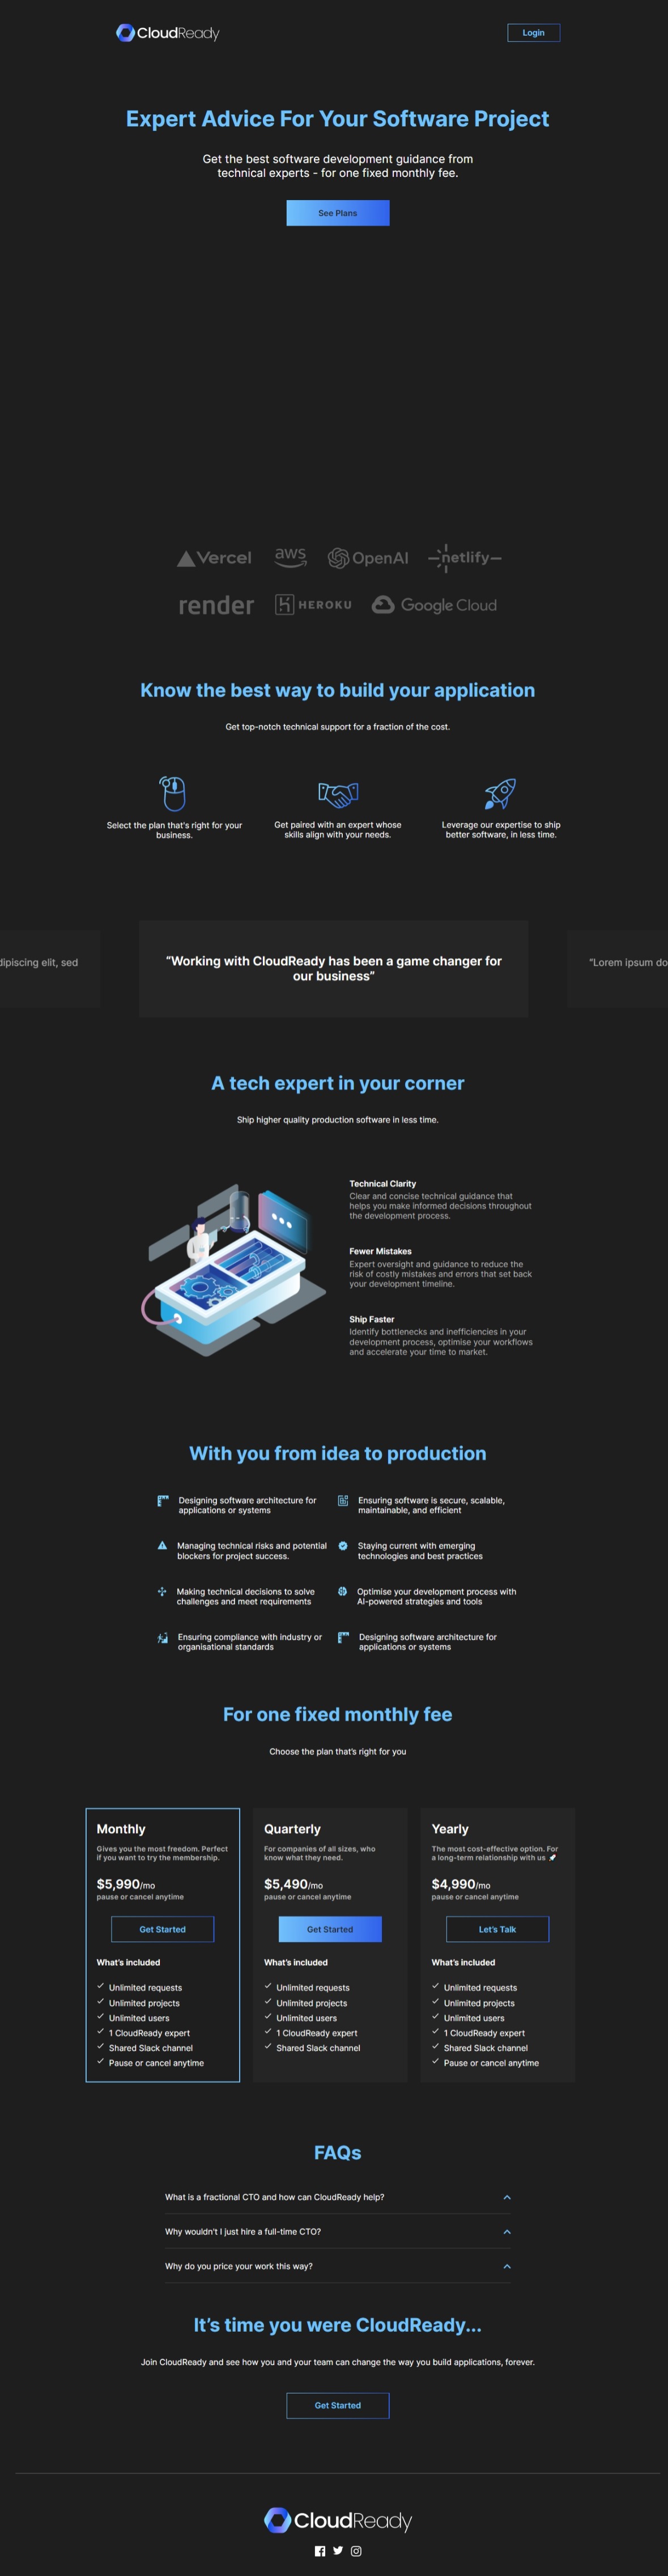 CloudReady
Login
Expert Advice For Your Software Project
Get the best software development guidance from
technical experts - for one fixed monthly fee.
See Plans
Vercel aws OpenAI netlify
render HEROKU Google Cloud
Know the best way to build your application
Get top-notch technical support for a fraction of the cost.
Select the plan that's right for your
business.
Get paired with an expert whose
skills align with your needs.
Leverage our expertise to ship
better software, in less time.
dipiscing elit, sed
“Working with CloudReady has been a game changer for
our business”
“Lorem ipsum do
A tech expert in your corner
Ship higher quality production software in less time.
Technical Clarity
Clear and concise technical guidance that
helps you make informed decisions throughout
the development process.
Fewer Mistakes
Expert oversight and guidance to reduce the
risk of costly mistakes and errors that set back
your development timeline.
Ship Faster
Identify bottlenecks and inefficiencies in your
development process, optimise your workflows
and accelerate your time to market.
With you from idea to production
Designing software architecture for
applications or systems
Ensuring software is secure, scalable,
maintainable, and efficient
Managing technical risks and potential
blockers for project success.
Staying current with emerging
technologies and best practices
Making technical decisions to solve
challenges and meet requirements
Optimise your development process with
AI-powered strategies and tools
Ensuring compliance with industry or
organisational standards
Designing software architecture for
applications or systems
For one fixed monthly fee
Choose the plan that's right for you
Monthly
Gives you the most freedom. Perfect
if you want to try the membership.
$5,990/mo
pause or cancel anytime
Get Started
What's included
Unlimited requests
Unlimited projects
Unlimited users
1 CloudReady expert
Shared Slack channel
Pause or cancel anytime
Quarterly
For companies of all sizes, who
know what they need.
$5,490/mo
pause or cancel anytime
Get Started
What's included
Unlimited requests
Unlimited projects
Unlimited users
1 CloudReady expert
Shared Slack channel
Yearly
The most cost-effective option. For
a long-term relationship with us 🚀
$4,990/mo
pause or cancel anytime
Let's Talk
What's included
Unlimited requests
Unlimited projects
Unlimited users
1 CloudReady expert
Shared Slack channel
Pause or cancel anytime
FAQs
What is a fractional CTO and how can CloudReady help?
Why wouldn't I just hire a full-time CTO?
Why do you price your work this way?
It's time you were CloudReady...
Join CloudReady and see how you and your team can change the way you build applications, forever.
Get Started
CloudReady